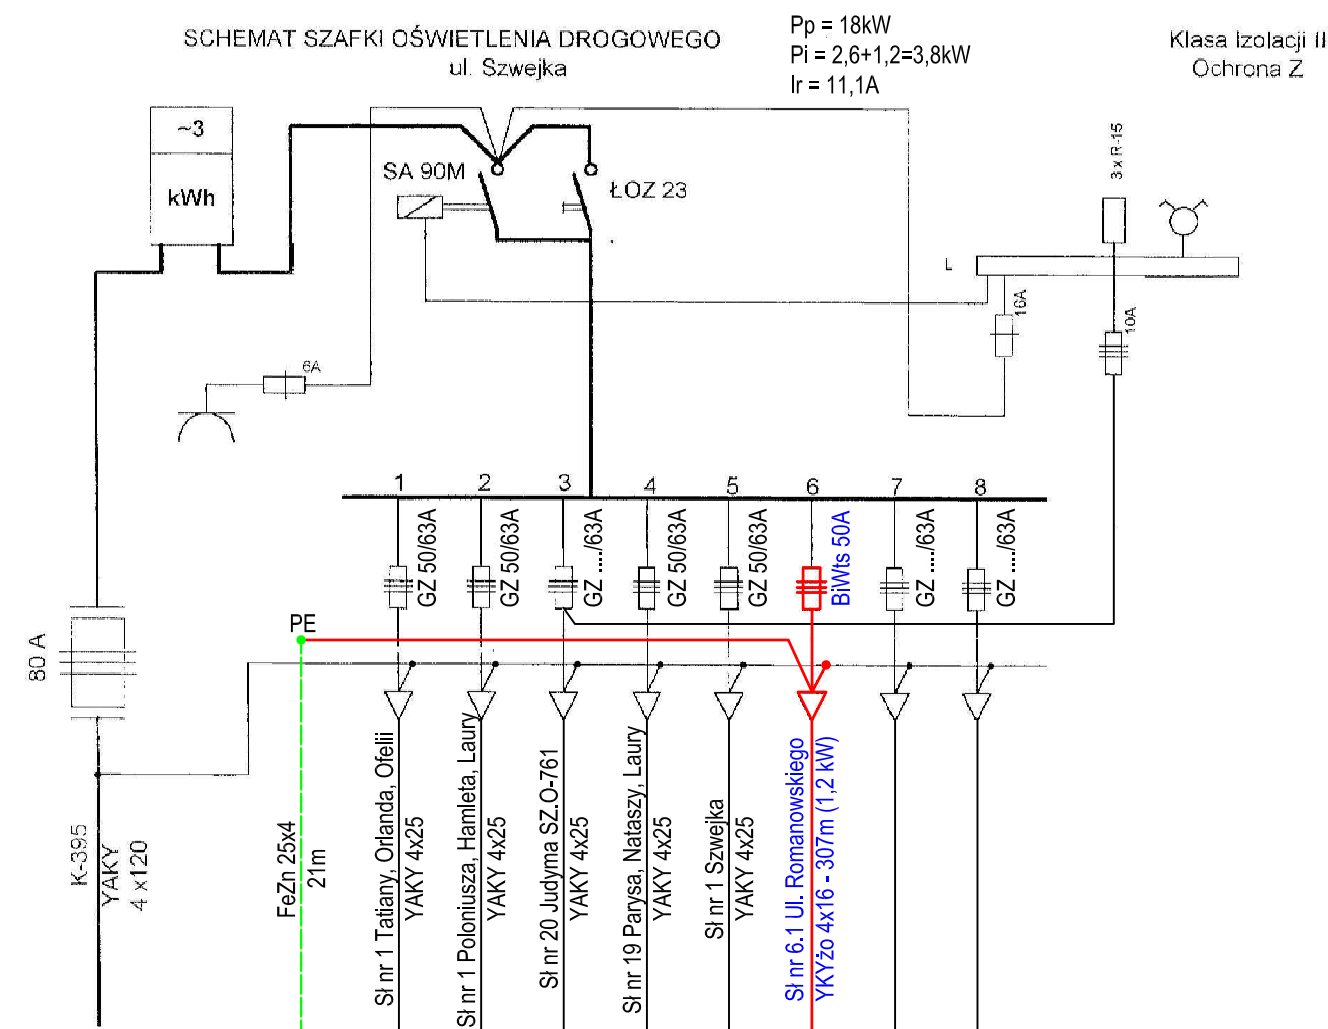 SCHEMAT SZAFKI OŚWIETLENIA DROGOWEGO
ul. Szwejka
Pp = 18kW
Pi = 2,6+1,2=3,8kW
Ir = 11,1A
Klasa Izolacji II
Ochrona Z
~3
kWh
SA 90M
ŁOZ 23
3 x R-15
L
16A
10A
6A
1
2
3
4
5
6
7
8
GZ 50/63A
GZ 50/63A
GZ ..../63A
GZ 50/63A
GZ 50/63A
BiWts 50A
GZ ..../63A
GZ ..../63A
80 A
PE
K-395
YAKY
4 x120
FeZn 25x4
21m
Sł nr 1 Tatiany, Orlanda, Ofelii
YAKY 4x25
Sł nr 1 Poloniusza, Hamleta, Laury
YAKY 4x25
Sł nr 20 Judyma SZ.O-761
YAKY 4x25
Sł nr 19 Parysa, Nataszy, Laury
YAKY 4x25
Sł nr 1 Szwejka
YAKY 4x25
Sł nr 6.1 Ul. Romanowskiego
YKYżo 4x16 - 307m (1,2 kW)